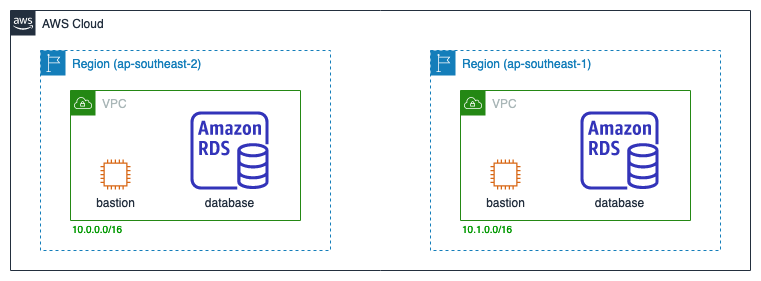 aws
AWS Cloud
Region (ap-southeast-2)
VPC
Amazon
RDS
bastion
database
10.0.0.0/16
Region (ap-southeast-1)
VPC
Amazon
RDS
bastion
database
10.1.0.0/16